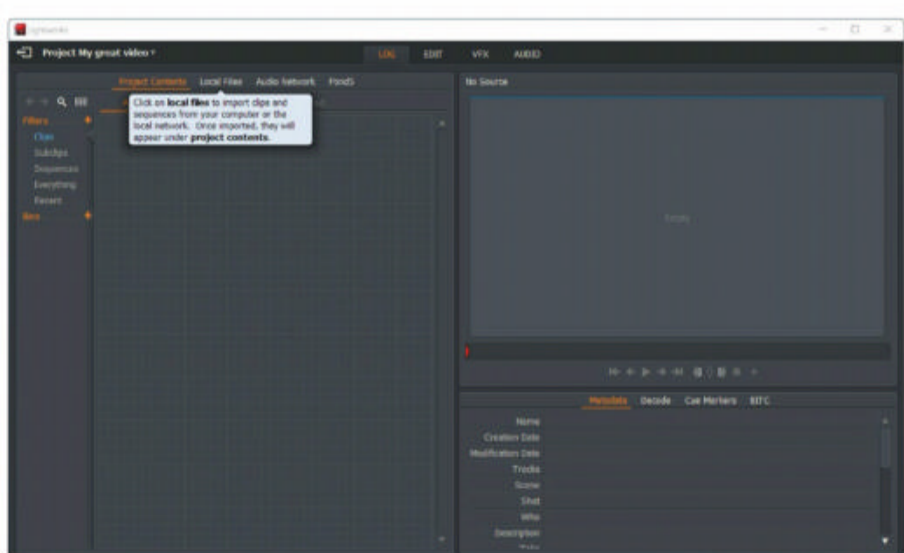 lightworks
Project My great video
LOG EDIT VFX AUDIO
Project Contents Local Files Audio Network Pond5
No Source
Click on local files to import clips and
sequences from your computer or the
local network. Once imported, they will
appear under project contents.
Filters +
Clips
Subclips
Sequences
Everything
Recent
Bins +
Empty
Metadata Decode Cue Markers BITC
Name
Creation Date
Modification Date
Tracks
Scene
Shot
Who
Description